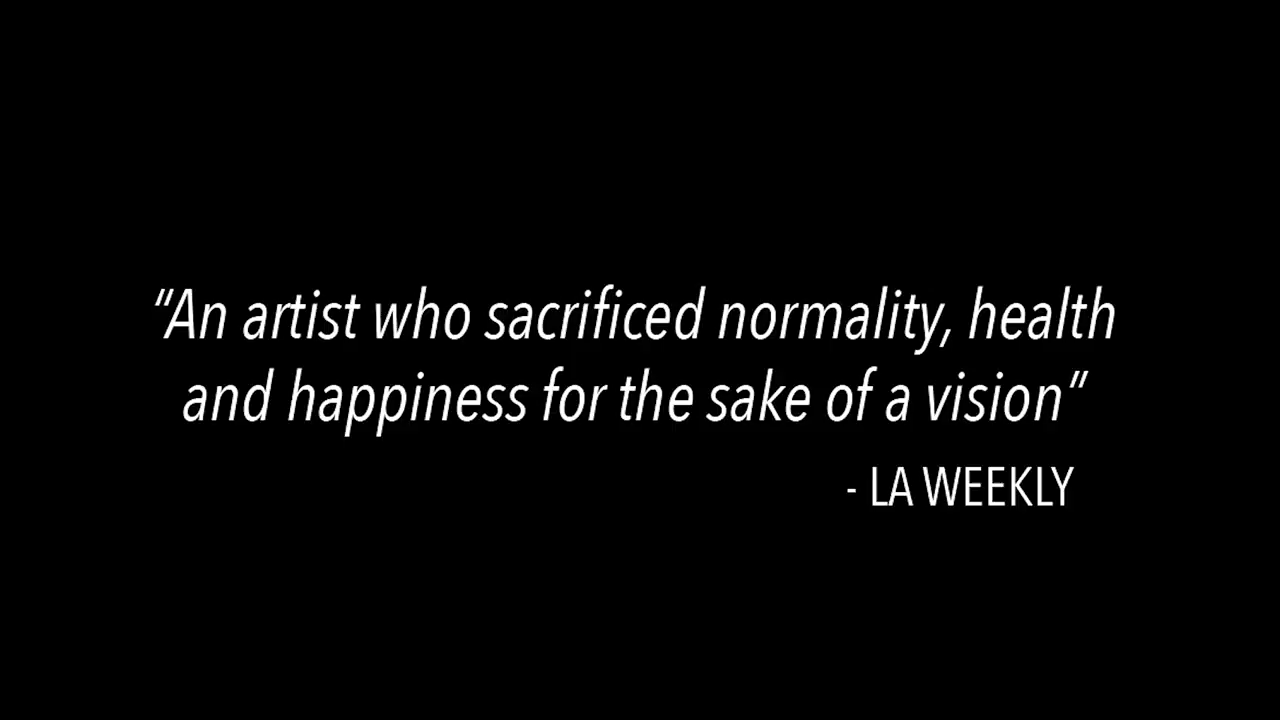 “An artist who sacrificed normality, health
and happiness for the sake of a vision”
- LA WEEKLY